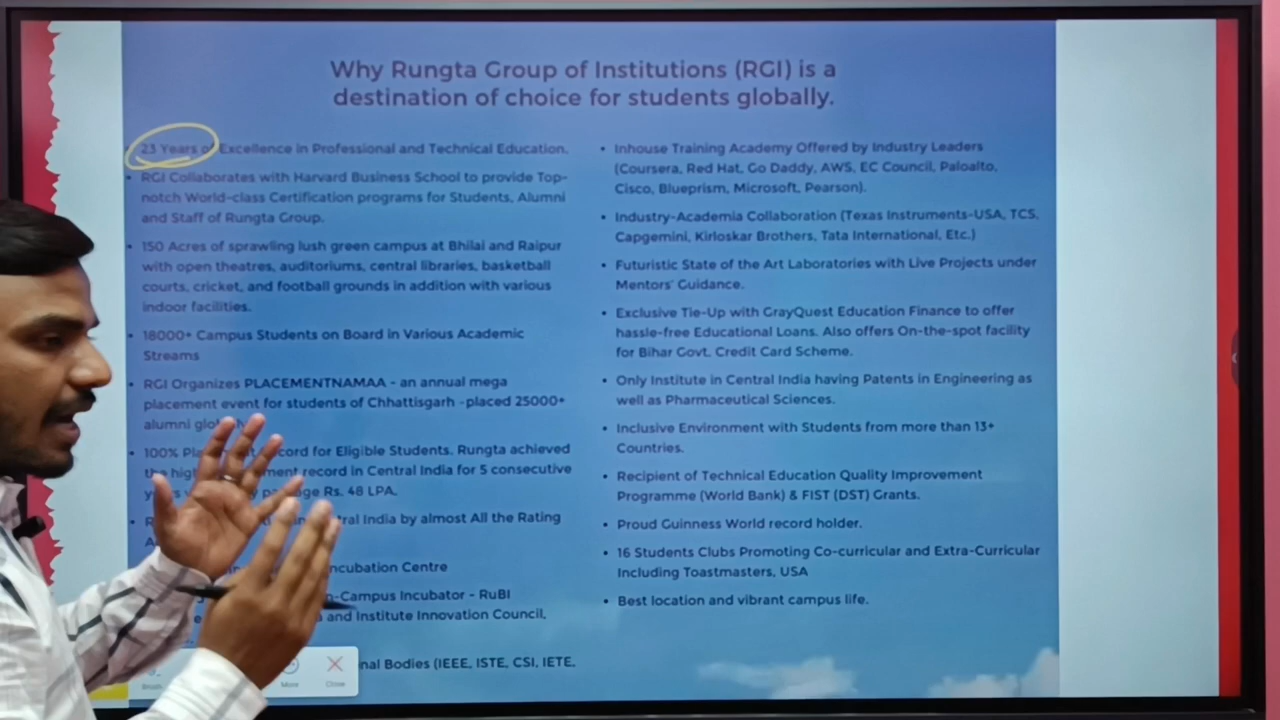 Why Rungta Group of Institutions (RGI) is a
destination of choice for students globally.
• 23 Years of Excellence in Professional and Technical Education.
• RGI Collaborates with Harvard Business School to provide Top-
notch World-class Certification programs for Students, Alumni
and Staff of Rungta Group.
• 150 Acres of sprawling lush green campus at Bhilai and Raipur
with open theatres, auditoriums, central libraries, basketball
courts, cricket, and football grounds in addition with various
indoor facilities.
• 18000+ Campus Students on Board in Various Academic
Streams
• RGI Organizes PLACEMENTNAMAA - an annual mega
placement event for students of Chhattisgarh -placed 25000+
alumni
• 100% cord for Eligible Students. Rungta achieved
the ment record in Central India for 5 consecutive
Rs. 48 LPA.
tral India by almost All the Rating
ncubation Centre
-Campus Incubator - RuBI
and Institute Innovation Council,
nal Bodies (IEEE, ISTE, CSI, IETE,
• Inhouse Training Academy Offered by Industry Leaders
(Coursera, Red Hat, Go Daddy, AWS, EC Council, Paloalto,
Cisco, Blueprism, Microsoft, Pearson).
• Industry-Academia Collaboration (Texas Instruments-USA, TCS,
Capgemini, Kirloskar Brothers, Tata International, Etc.)
• Futuristic State of the Art Laboratories with Live Projects under
Mentors' Guidance.
• Exclusive Tie-Up with GrayQuest Education Finance to offer
hassle-free Educational Loans. Also offers On-the-spot facility
for Bihar Govt. Credit Card Scheme.
• Only Institute in Central India having Patents in Engineering as
well as Pharmaceutical Sciences.
• Inclusive Environment with Students from more than 13+
Countries.
• Recipient of Technical Education Quality Improvement
Programme (World Bank) & FIST (DST) Grants.
• Proud Guinness World record holder.
• 16 Students Clubs Promoting Co-curricular and Extra-Curricular
Including Toastmasters, USA
• Best location and vibrant campus life.
More Close